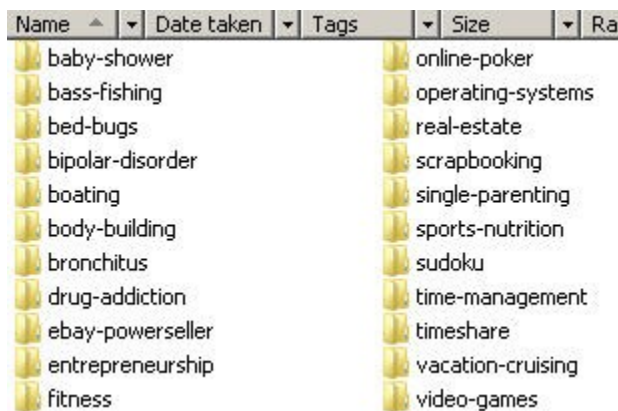 Name Date taken Tags Size Ra
baby-shower
bass-fishing
bed-bugs
bipolar-disorder
boating
body-building
bronchitus
drug-addiction
ebay-powerseller
entrepreneurship
fitness
online-poker
operating-systems
real-estate
scrapbooking
single-parenting
sports-nutrition
sudoku
time-management
timeshare
vacation-cruising
video-games